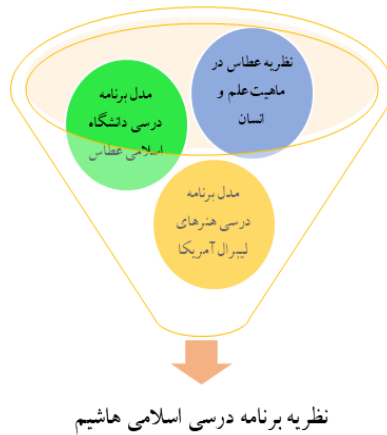 نظریه عطاس در
ماهیت علم و
انسان
مدل برنامه
درسی دانشگاه
اسلامی عطاس
مدل برنامه
درسی هنرهای
لیبرال آمریکا
نظریه برنامه درسی اسلامی هاشیم